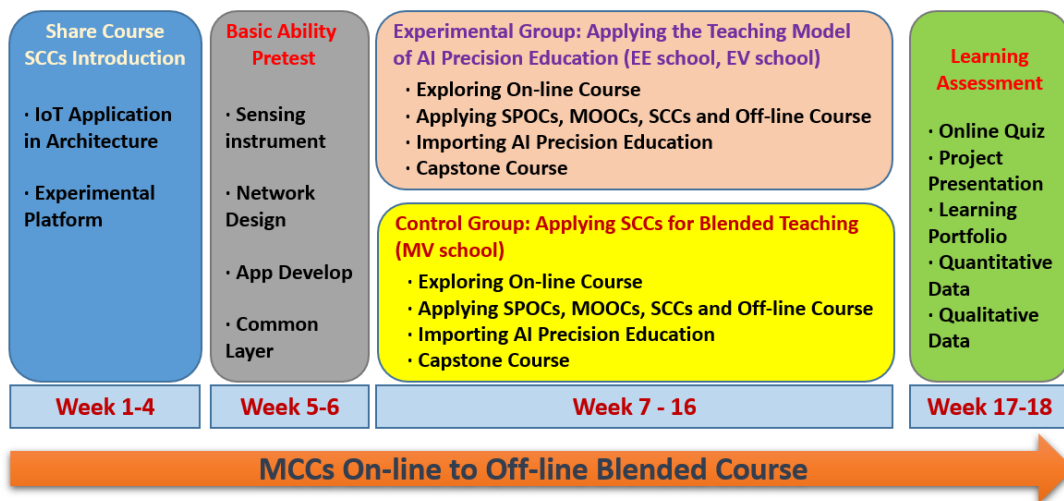 Share Course
SCCs Introduction
· IoT Application
in Architecture
· Experimental
Platform
Basic Ability
Pretest
· Sensing
instrument
· Network
Design
· App Develop
· Common
Layer
Experimental Group: Applying the Teaching Model
of AI Precision Education (EE school, EV school)
· Exploring On-line Course
· Applying SPOCs, MOOCs, SCCs and Off-line Course
· Importing AI Precision Education
· Capstone Course
Control Group: Applying SCCs for Blended Teaching
(MV school)
· Exploring On-line Course
· Applying SPOCs, MOOCs, SCCs and Off-line Course
· Importing AI Precision Education
· Capstone Course
Learning
Assessment
· Online Quiz
· Project
Presentation
· Learning
Portfolio
· Quantitative
Data
· Qualitative
Data
Week 1-4
Week 5-6
Week 7 - 16
Week 17-18
MCCs On-line to Off-line Blended Course